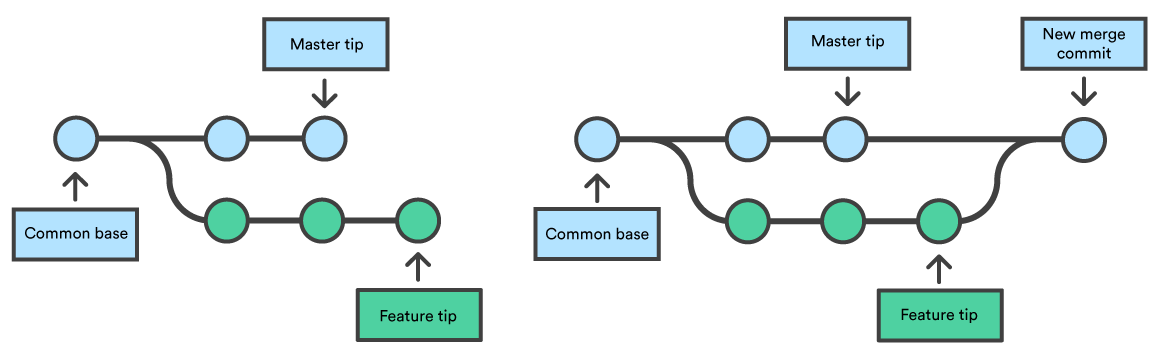 Master tip
Common base
Feature tip
Master tip
New merge
commit
Common base
Feature tip